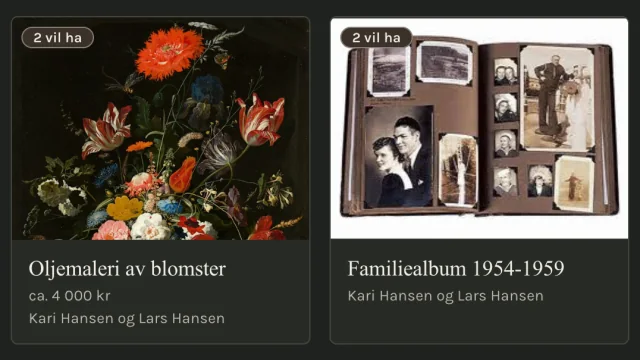 2 vil ha
Oljemaleri av blomster
ca. 4 000 kr
Kari Hansen og Lars Hansen
2 vil ha
Familiealbum 1954-1959
Kari Hansen og Lars Hansen